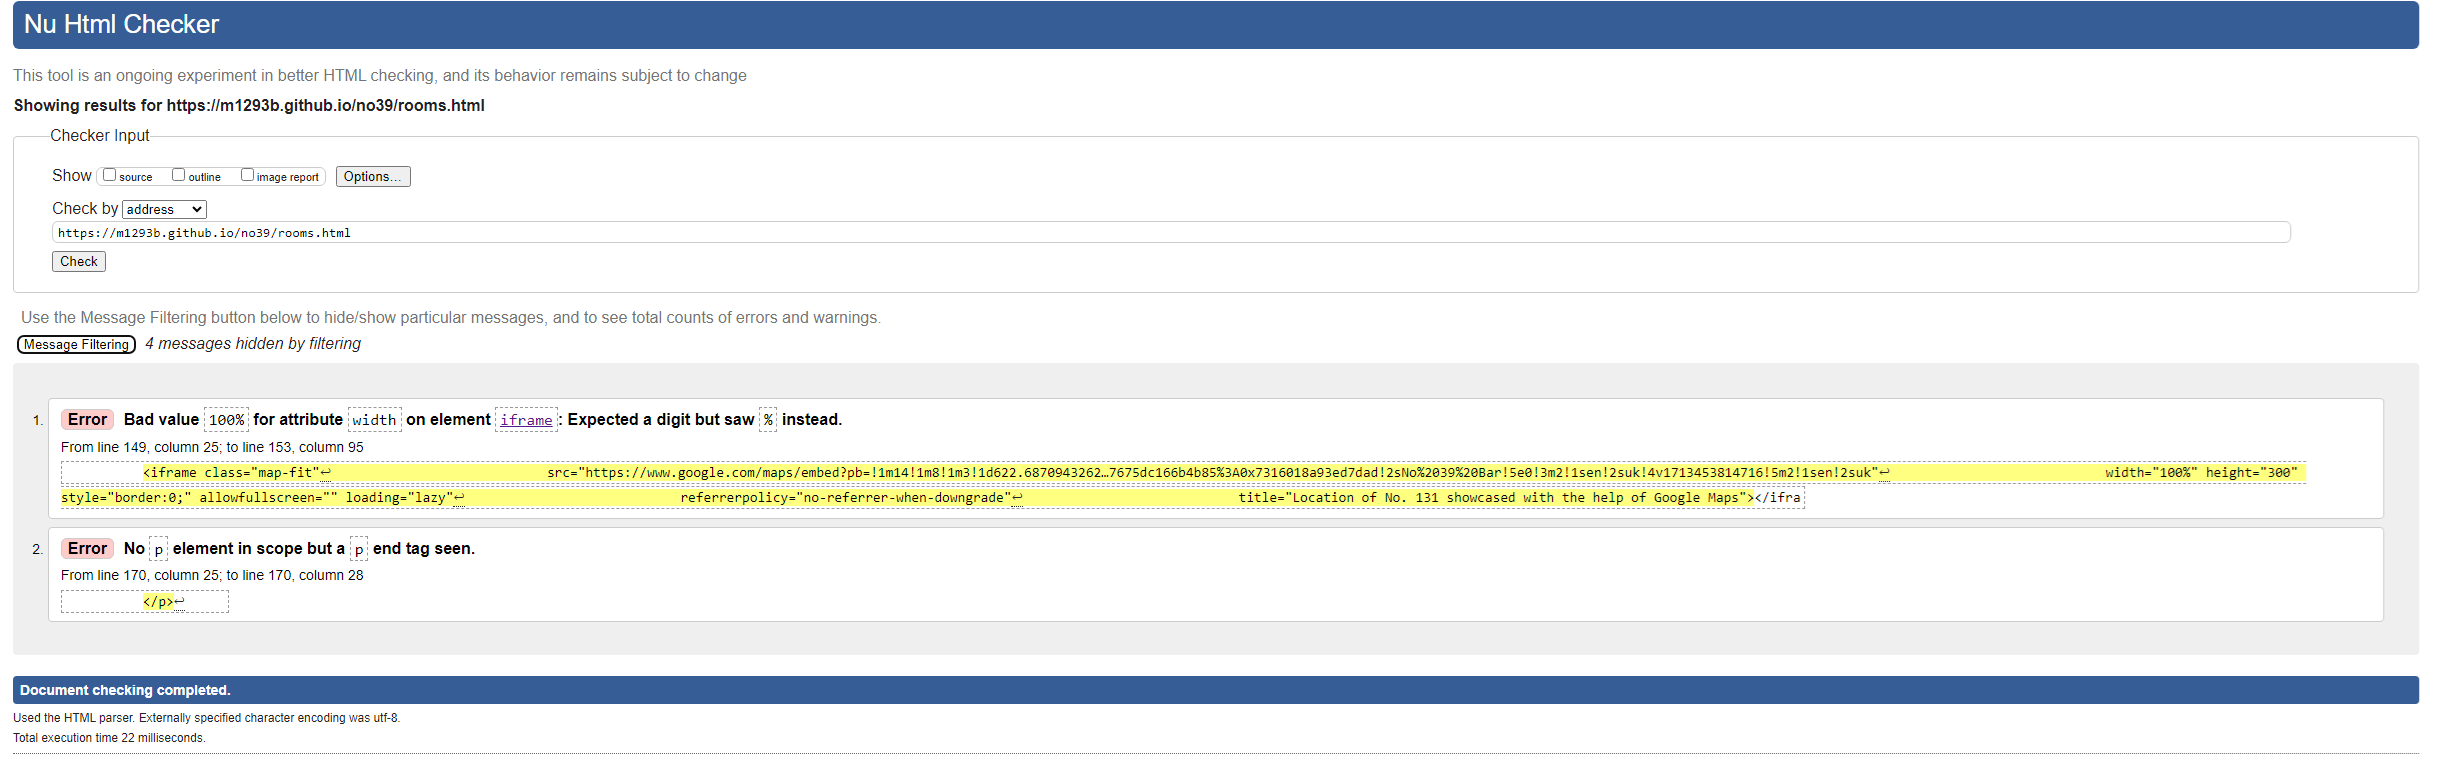 Nu Html Checker
This tool is an ongoing experiment in better HTML checking, and its behavior remains subject to change
Showing results for https://m1293b.github.io/no39/rooms.html
Checker Input
Show source outline image report Options...
Check by address
https://m1293b.github.io/no39/rooms.html
Check
Use the Message Filtering button below to hide/show particular messages, and to see total counts of errors and warnings.
Message Filtering 4 messages hidden by filtering
1. Error Bad value 100% for attribute width on element iframe: Expected a digit but saw % instead.
From line 149, column 25; to line 153, column 95
<iframe class="map-fit"↩ src="https://www.google.com/maps/embed?pb=!1m14!1m8!1m3!1d622.6870943262…7675dc166b4b85%3A0x7316018a93ed7dad!2sNo%2039%20Bar!5e0!3m2!1sen!2suk!4v1713453814716!5m2!1sen!2suk"↩ width="100%" height="300"
style="border:0;" allowfullscreen="" loading="lazy"↩ referrerpolicy="no-referrer-when-downgrade"↩ title="Location of No. 131 showcased with the help of Google Maps"></ifra
2. Error No p element in scope but a p end tag seen.
From line 170, column 25; to line 170, column 28
</p>↩
Document checking completed.
Used the HTML parser. Externally specified character encoding was utf-8.
Total execution time 22 milliseconds.